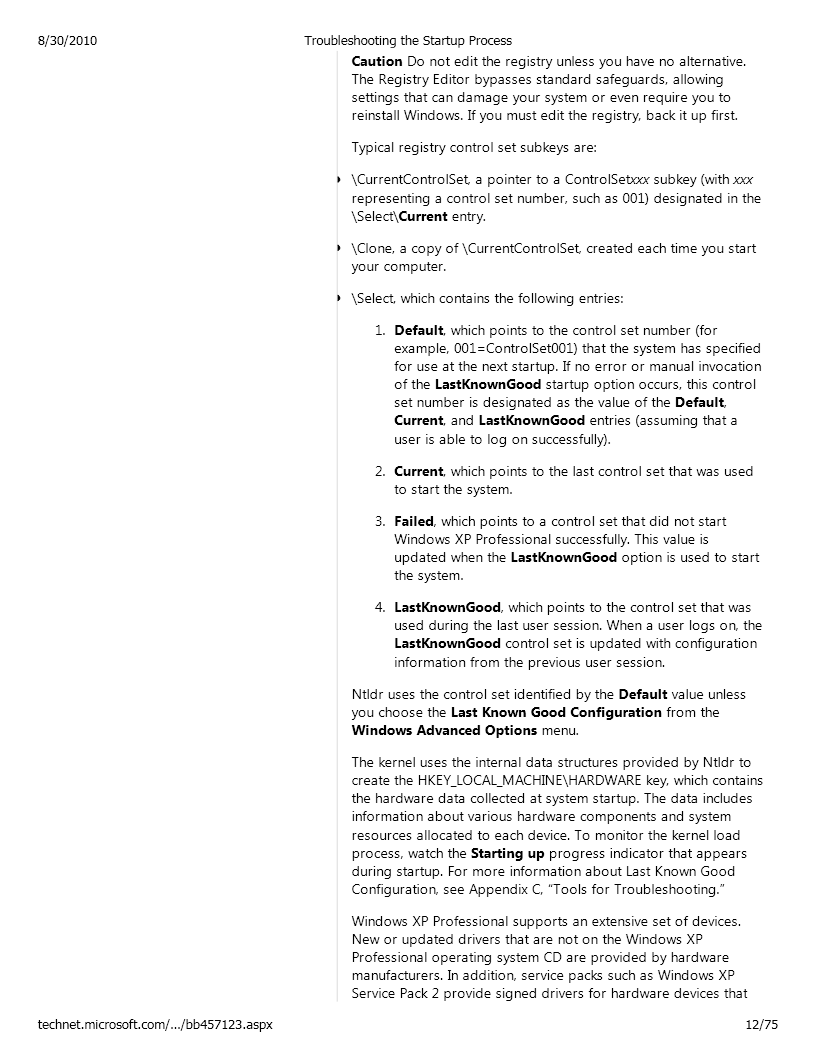 8/30/2010
Troubleshooting the Startup Process
Caution Do not edit the registry unless you have no alternative.
The Registry Editor bypasses standard safeguards, allowing
settings that can damage your system or even require you to
reinstall Windows. If you must edit the registry, back it up first.
Typical registry control set subkeys are:
\CurrentControlSet, a pointer to a ControlSetxxx subkey (with xxx
representing a control set number, such as 001) designated in the
\Select\Current entry.
\Clone, a copy of \CurrentControlSet, created each time you start
your computer.
\Select, which contains the following entries:
1. Default, which points to the control set number (for
example, 001=ControlSet001) that the system has specified
for use at the next startup. If no error or manual invocation
of the LastKnownGood startup option occurs, this control
set number is designated as the value of the Default,
Current, and LastKnownGood entries (assuming that a
user is able to log on successfully).
2. Current, which points to the last control set that was used
to start the system.
3. Failed, which points to a control set that did not start
Windows XP Professional successfully. This value is
updated when the LastKnownGood option is used to start
the system.
4. LastKnownGood, which points to the control set that was
used during the last user session. When a user logs on, the
LastKnownGood control set is updated with configuration
information from the previous user session.
Ntldr uses the control set identified by the Default value unless
you choose the Last Known Good Configuration from the
Windows Advanced Options menu.
The kernel uses the internal data structures provided by Ntldr to
create the HKEY_LOCAL_MACHINE\HARDWARE key, which contains
the hardware data collected at system startup. The data includes
information about various hardware components and system
resources allocated to each device. To monitor the kernel load
process, watch the Starting up progress indicator that appears
during startup. For more information about Last Known Good
Configuration, see Appendix C, “Tools for Troubleshooting.”
Windows XP Professional supports an extensive set of devices.
New or updated drivers that are not on the Windows XP
Professional operating system CD are provided by hardware
manufacturers. In addition, service packs such as Windows XP
Service Pack 2 provide signed drivers for hardware devices that
technet.microsoft.com/.../bb457123.aspx
12/75